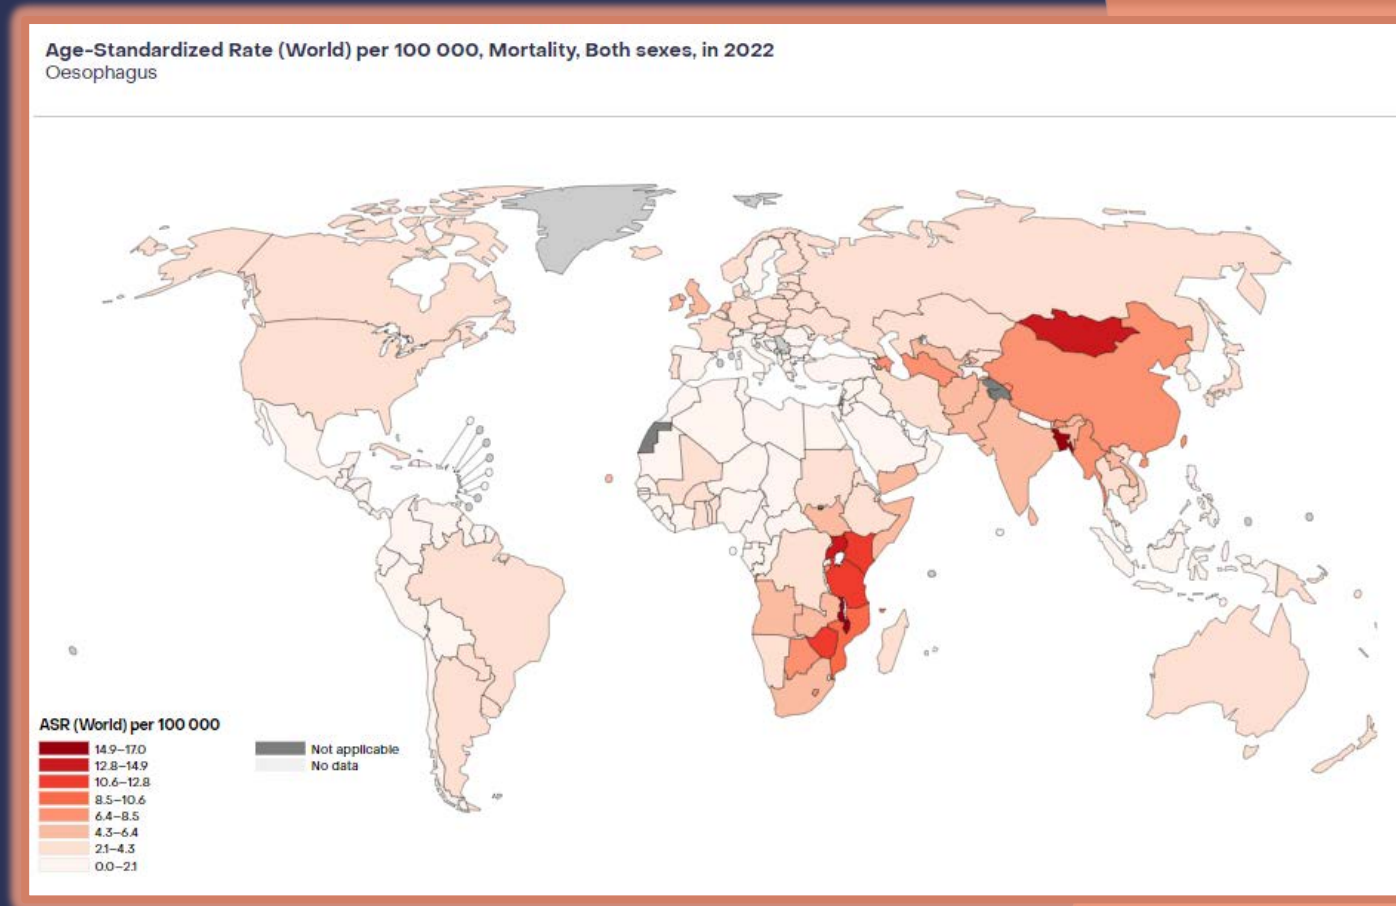 Age-Standardized Rate (World) per 100 000, Mortality, Both sexes, in 2022
Oesophagus
ASR (World) per 100 000
14.9–17.0
12.8–14.9
10.6–12.8
8.5–10.6
6.4–8.5
4.3–6.4
2.1–4.3
0.0–2.1
Not applicable
No data